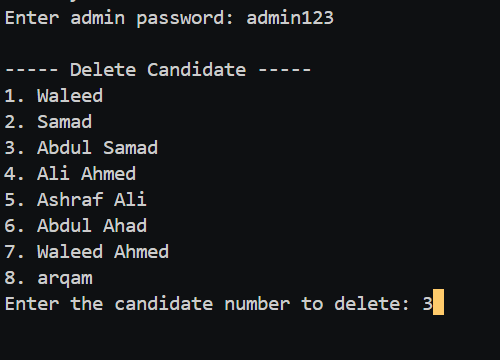 Enter admin password: admin123
----- Delete Candidate -----
1. Waleed
2. Samad
3. Abdul Samad
4. Ali Ahmed
5. Ashraf Ali
6. Abdul Ahad
7. Waleed Ahmed
8. arqam
Enter the candidate number to delete: 3